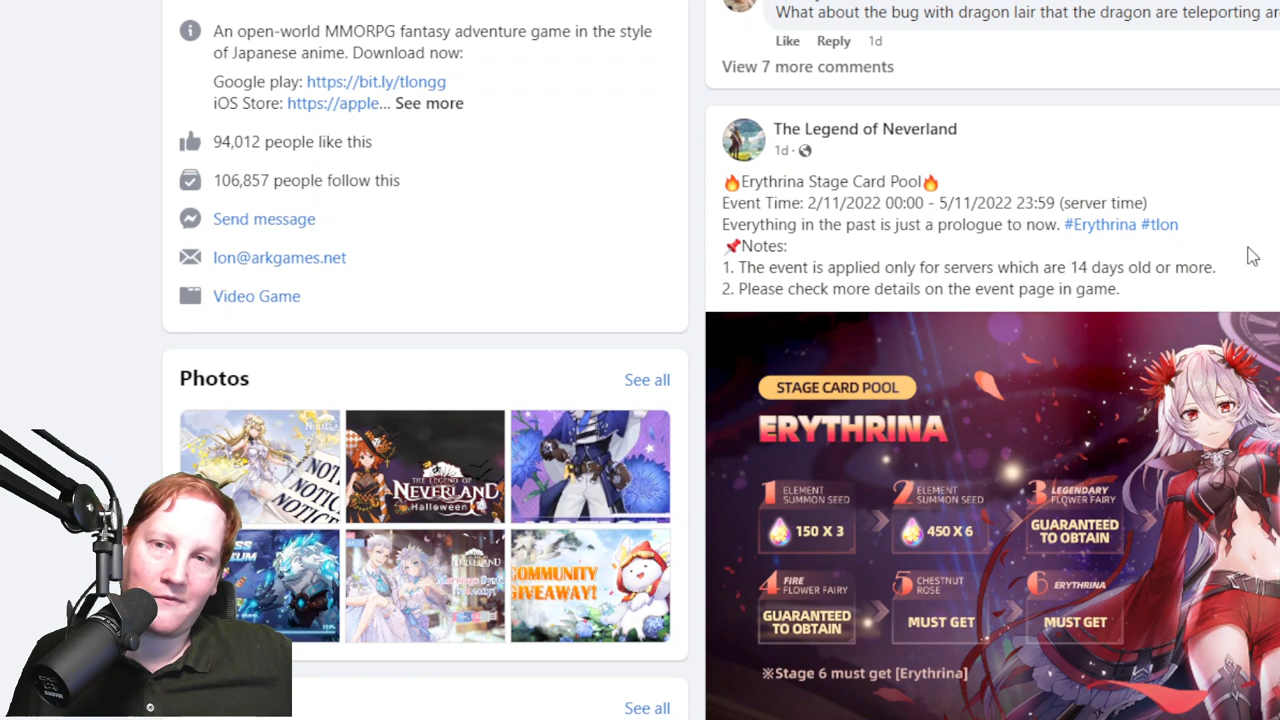 An open-world MMORPG fantasy adventure game in the style
of Japanese anime. Download now:
Google play: https://bit.ly/tlongg
iOS Store: https://apple... See more
94,012 people like this
106,857 people follow this
Send message
lon@arkgames.net
Video Game
Photos
See all
NOT
NOTICE
NOTICE
THE LEGEND OF
NEVERLAND
Halloween
COMMUNITY
GIVEAWAY!
See all
What about the bug with dragon lair that the dragon are teleporting
Like Reply 1d
View 7 more comments
The Legend of Neverland
1d ·
🔥Erythrina Stage Card Pool🔥
Event Time: 2/11/2022 00:00 - 5/11/2022 23:59 (server time)
Everything in the past is just a prologue to now. #Erythrina #tlon
📌Notes:
1. The event is applied only for servers which are 14 days old or more.
2. Please check more details on the event page in game.
STAGE CARD POOL
ERYTHRINA
1 ELEMENT SUMMON SEED
150 X 3
2 ELEMENT SUMMON SEED
450 X 6
3 LEGENDARY FLOWER FAIRY
GUARANTEED
TO OBTAIN
4 FIRE FLOWER FAIRY
GUARANTEED
TO OBTAIN
5 CHESTNUT ROSE
MUST GET
6 ERYTHRINA
MUST GET
※Stage 6 must get [Erythrina]